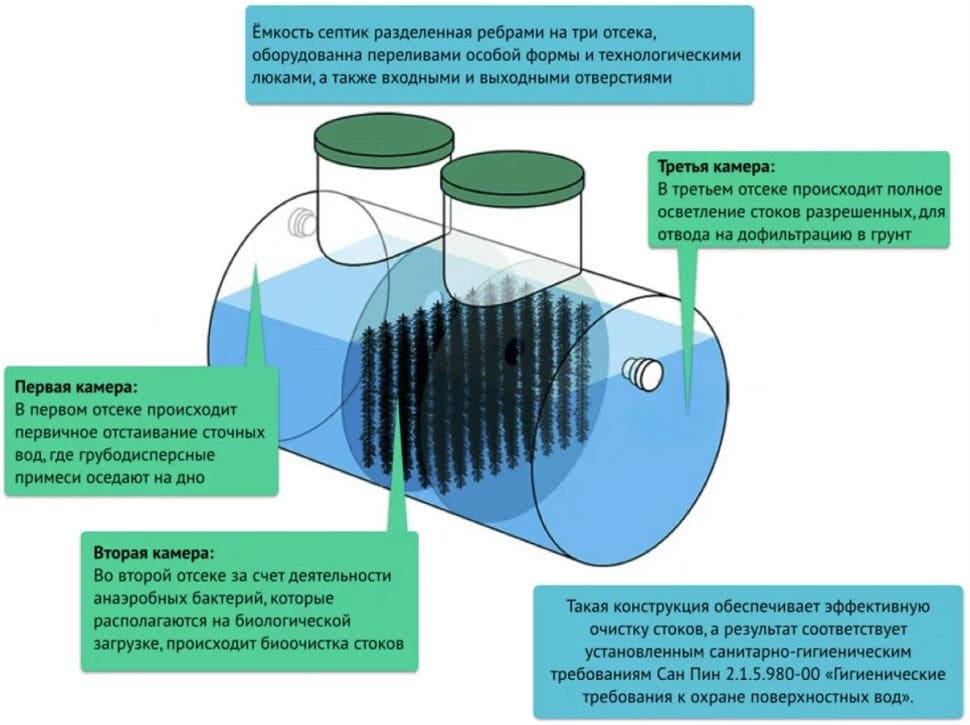 Ёмкость септик разделенная ребрами на три отсека,
оборудованна переливами особой формы и технологическими
люками, а также входными и выходными отверстиями
Третья камера:
В третьем отсеке происходит полное
осветление стоков разрешенных, для
отвода на дофильтрацию в грунт
Первая камера:
В первом отсеке происходит
первичное отстаивание сточных
вод, где грубодисперсные
примеси оседают на дно
Вторая камера:
Во второй отсеке за счет деятельности
анаэробных бактерий, которые
располагаются на биологической
загрузке, происходит биоочистка стоков
Такая конструкция обеспечивает эффективную
очистку стоков, а результат соответствует
установленным санитарно-гигиеническим
требованиям Сан Пин 2.1.5.980-00 «Гигиенические
требования к охране поверхностных вод».